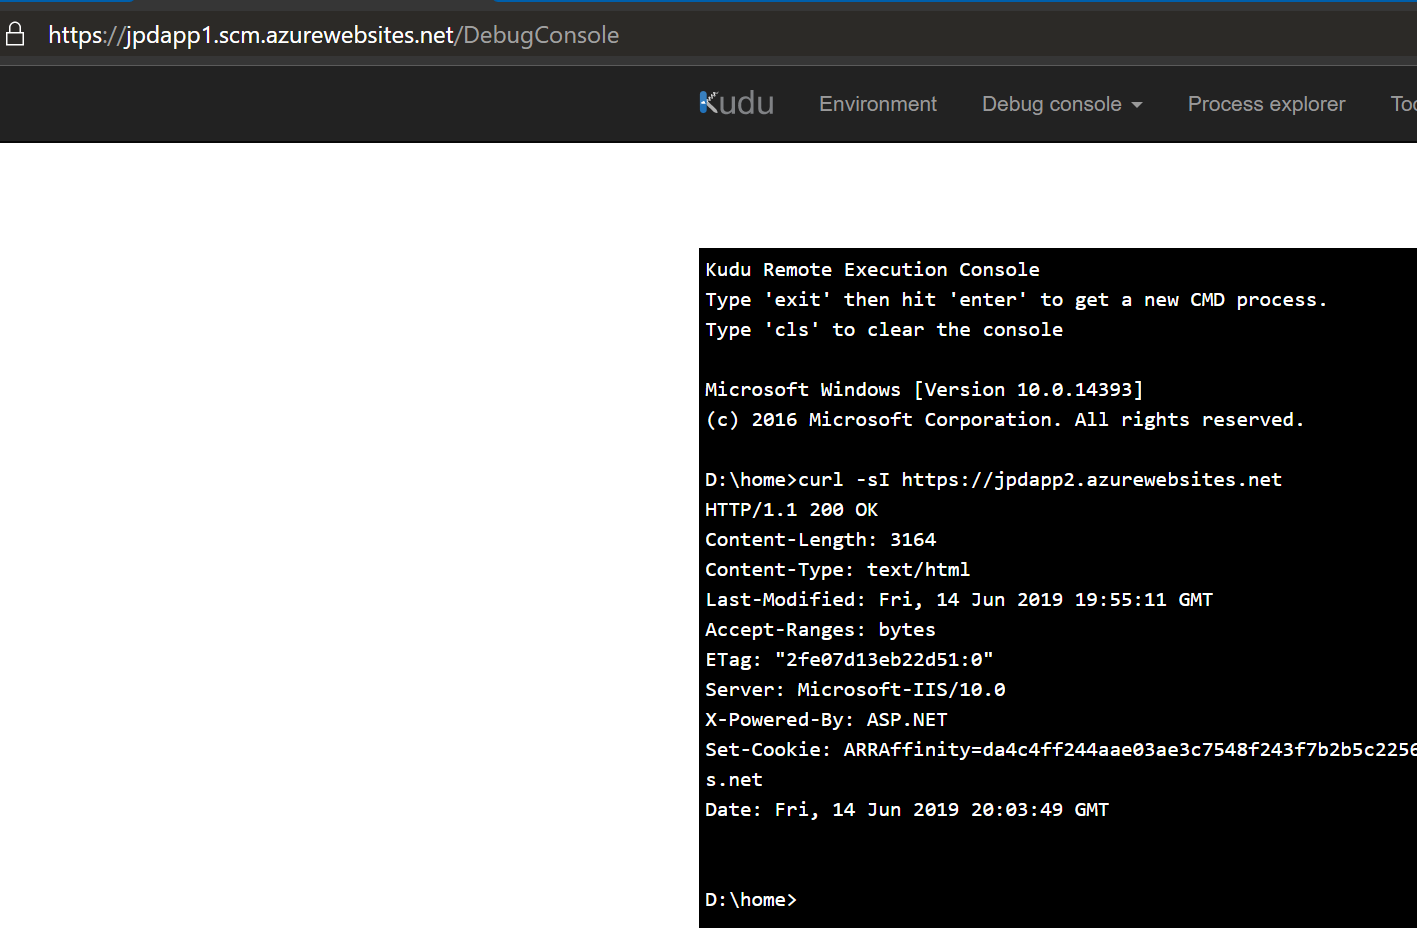 https://jpdapp1.scm.azurewebsites.net/DebugConsole
Kudu Environment Debug console Process explorer
Kudu Remote Execution Console
Type 'exit' then hit 'enter' to get a new CMD process.
Type 'cls' to clear the console
Microsoft Windows [Version 10.0.14393]
(c) 2016 Microsoft Corporation. All rights reserved.
D:\home>curl -sI https://jpdapp2.azurewebsites.net
HTTP/1.1 200 OK
Content-Length: 3164
Content-Type: text/html
Last-Modified: Fri, 14 Jun 2019 19:55:11 GMT
Accept-Ranges: bytes
ETag: "2fe07d13eb22d51:0"
Server: Microsoft-IIS/10.0
X-Powered-By: ASP.NET
Set-Cookie: ARRAffinity=da4c4ff244aae03ae3c7548f243f7b2b5c2256
s.net
Date: Fri, 14 Jun 2019 20:03:49 GMT
D:\home>